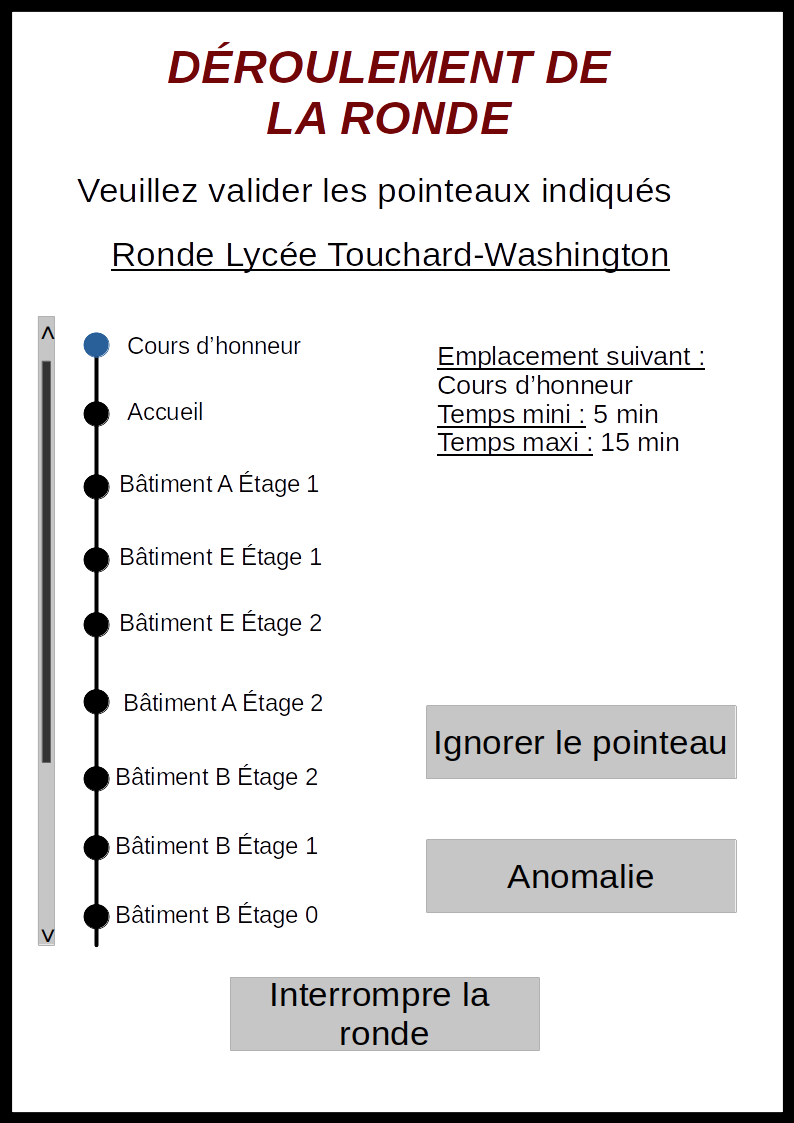 DÉROULEMENT DE
LA RONDE
Veuillez valider les pointeaux indiqués
Ronde Lycée Touchard-Washington
<
Cours d’honneur
Accueil
Bâtiment A Étage 1
Bâtiment E Étage 1
Bâtiment E Étage 2
Bâtiment A Étage 2
Bâtiment B Étage 2
Bâtiment B Étage 1
Bâtiment B Étage 0
>
Emplacement suivant :
Cours d’honneur
Temps mini : 5 min
Temps maxi : 15 min
Ignorer le pointeau
Anomalie
Interrompre la
ronde